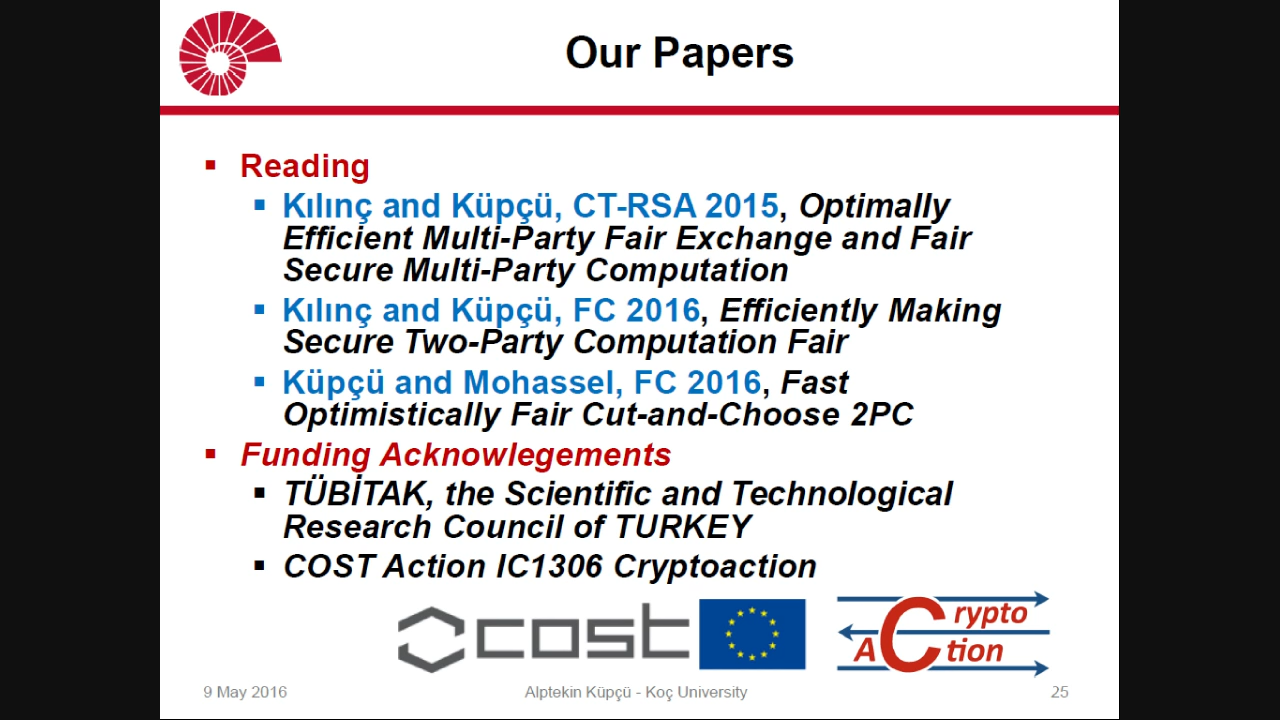 Our Papers
Reading
Kılınç and Küpçü, CT-RSA 2015, Optimally
Efficient Multi-Party Fair Exchange and Fair
Secure Multi-Party Computation
Kılınç and Küpçü, FC 2016, Efficiently Making
Secure Two-Party Computation Fair
Küpçü and Mohassel, FC 2016, Fast
Optimistically Fair Cut-and-Choose 2PC
Funding Acknowlegements
TÜBİTAK, the Scientific and Technological
Research Council of TURKEY
COST Action IC1306 Cryptoaction
cost
Crypto
Action
9 May 2016
Alptekin Küpçü - Koç University
25